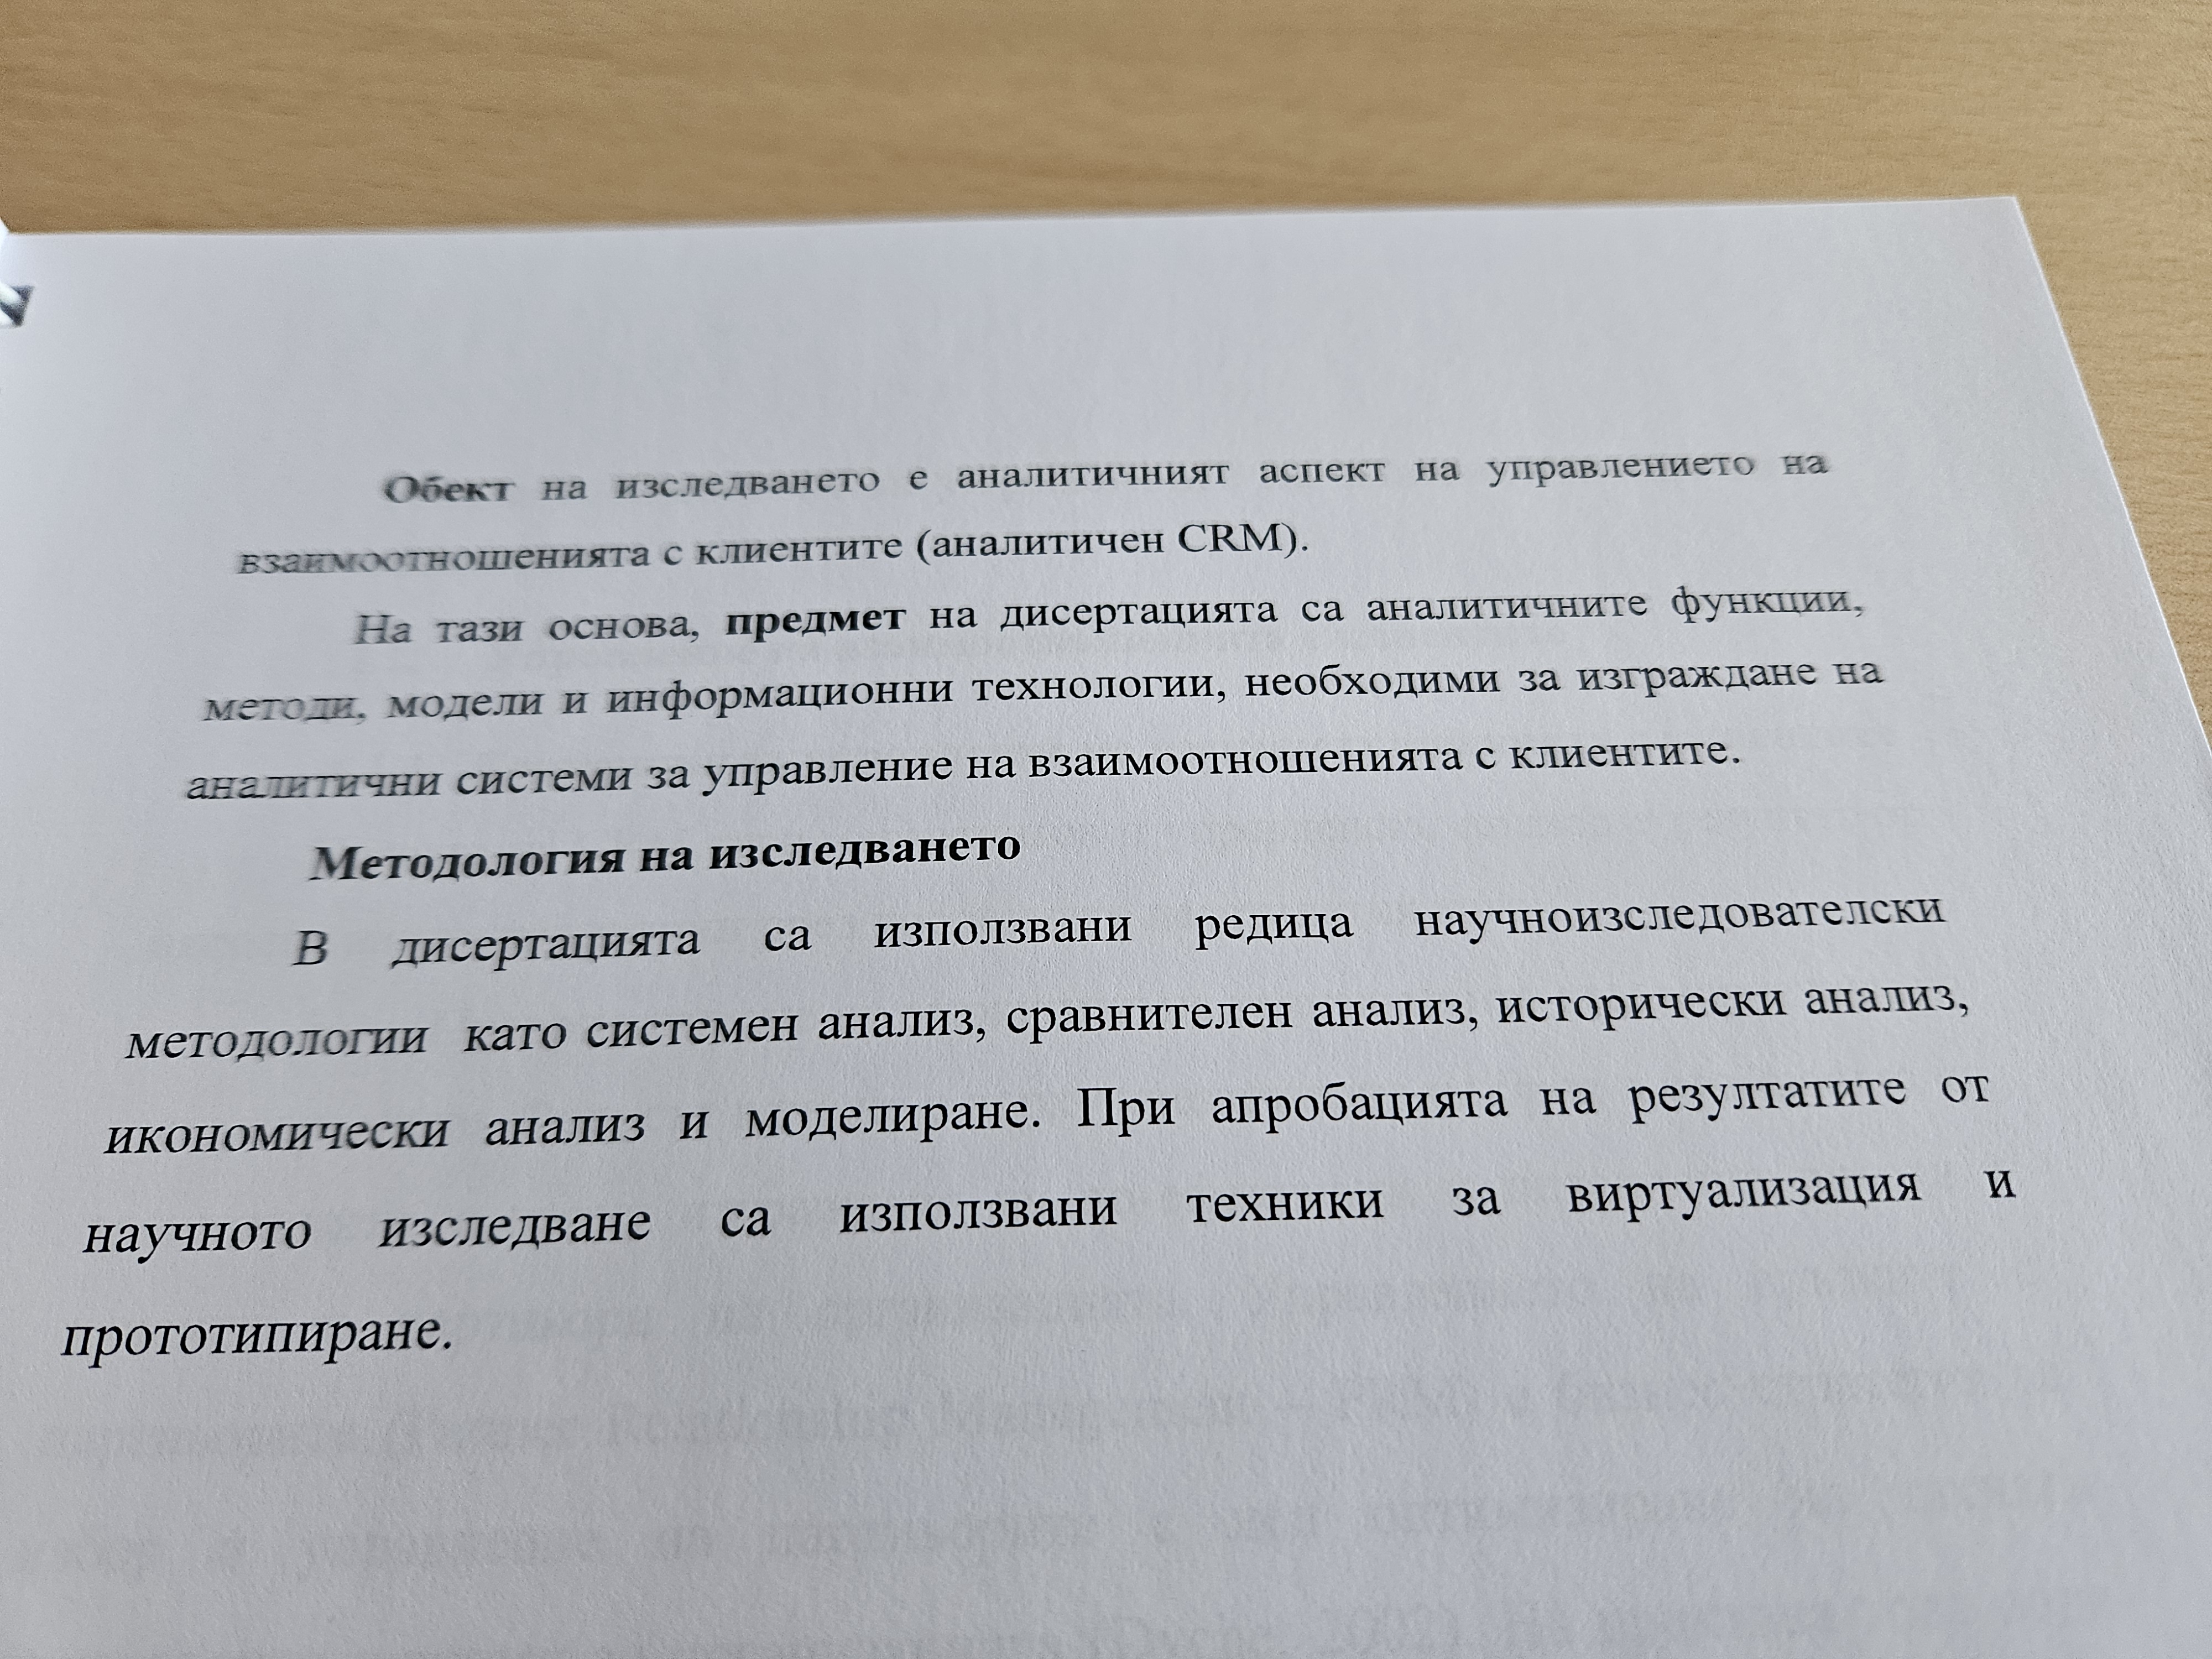 Обект на изследването е аналитичният аспект на управлението на
взаимоотношенията с клиентите (аналитичен CRM).
На тази основа, предмет на дисертацията са аналитичните функции,
методи, модели и информационни технологии, необходими за изграждане на
аналитични системи за управление на взаимоотношенията с клиентите.
Методология на изследването
В дисертацията са използвани редица научноизследователски
методологии като системен анализ, сравнителен анализ, исторически анализ,
икономически анализ и моделиране. При апробацията на резултатите от
научното изследване са използвани техники за виртуализация и
прототипиране.